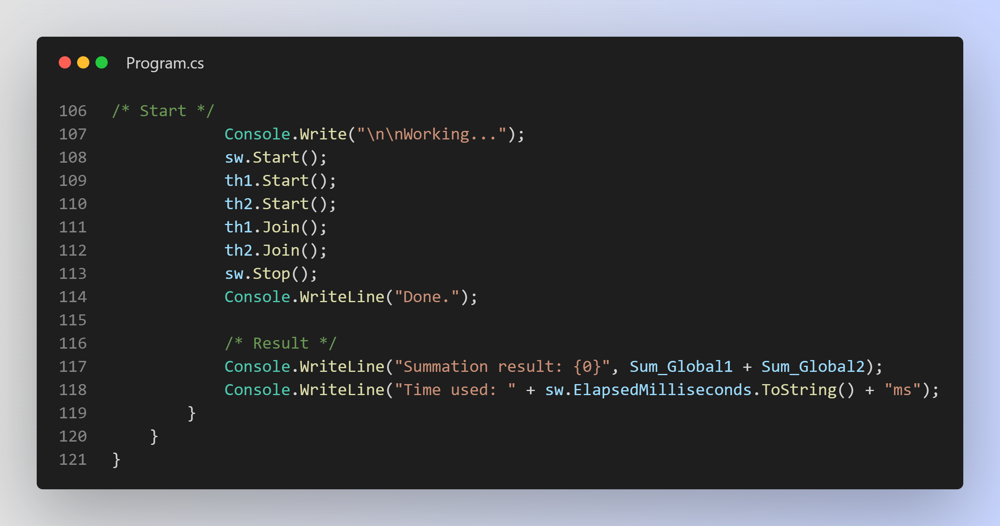 Program.cs
106 /* Start */
107 Console.Write("\n\nWorking...");
108 sw.Start();
109 th1.Start();
110 th2.Start();
111 th1.Join();
112 th2.Join();
113 sw.Stop();
114 Console.WriteLine("Done.");
115
116 /* Result */
117 Console.WriteLine("Summation result: {0}", Sum_Global1 + Sum_Global2);
118 Console.WriteLine("Time used: " + sw.ElapsedMilliseconds.ToString() + "ms");
119 }
120 }
121 }